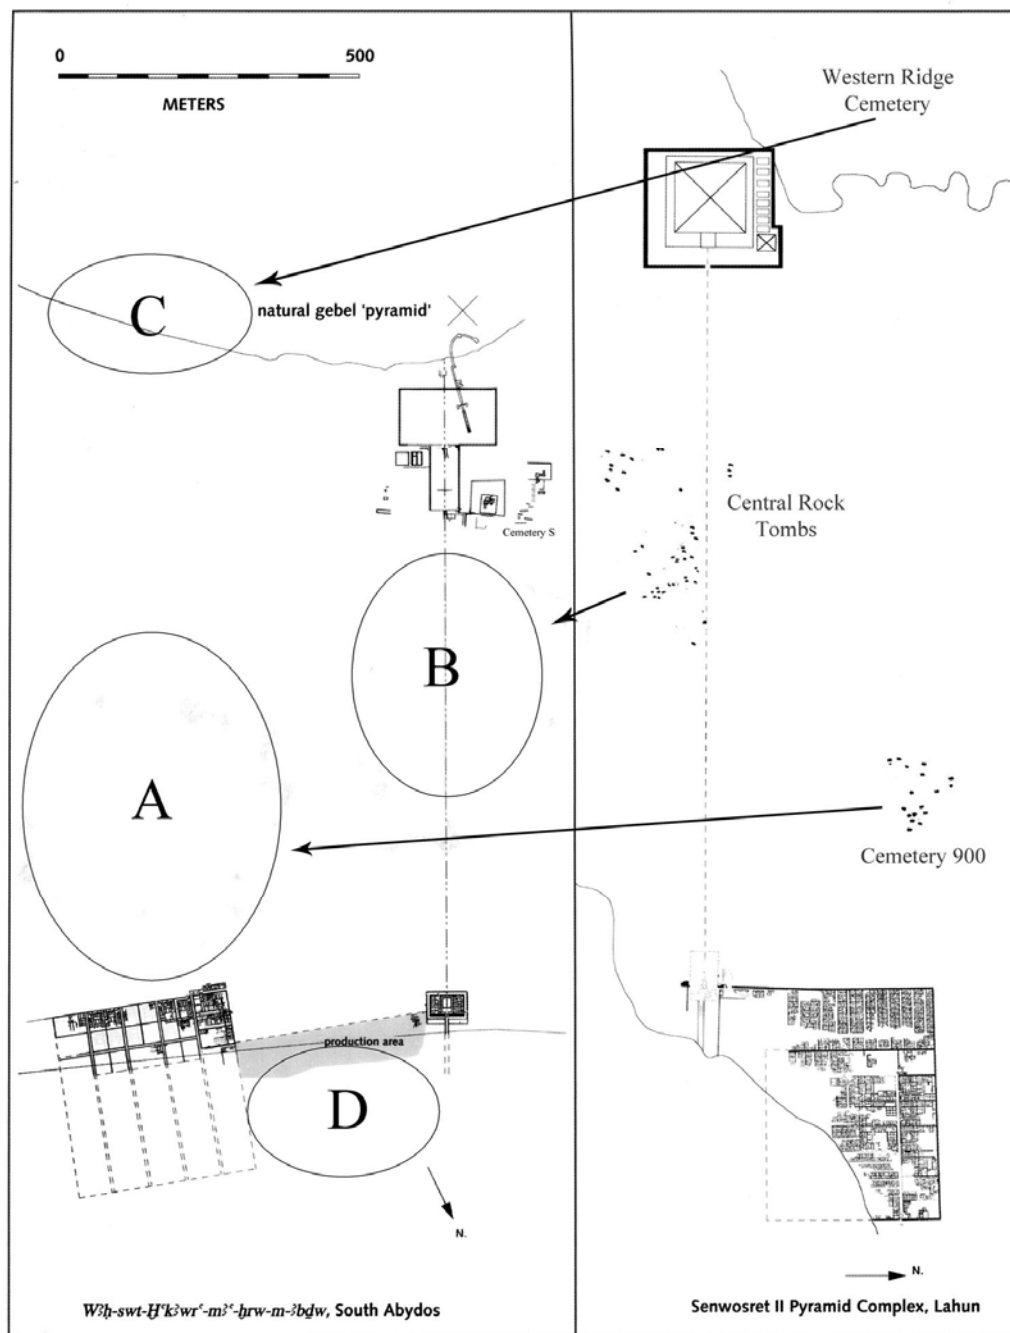 0 500
METERS
Western Ridge
Cemetery
C
natural gebel 'pyramid'
Cemetery S
Central Rock
Tombs
B
A
Cemetery 900
production area
D
N.
N.
Wꜣḥ-swt-Ḫꜥkꜣwrꜥ-mꜣꜥ-ḫrw-m-ꜣbḏw, South Abydos
Senwosret II Pyramid Complex, Lahun